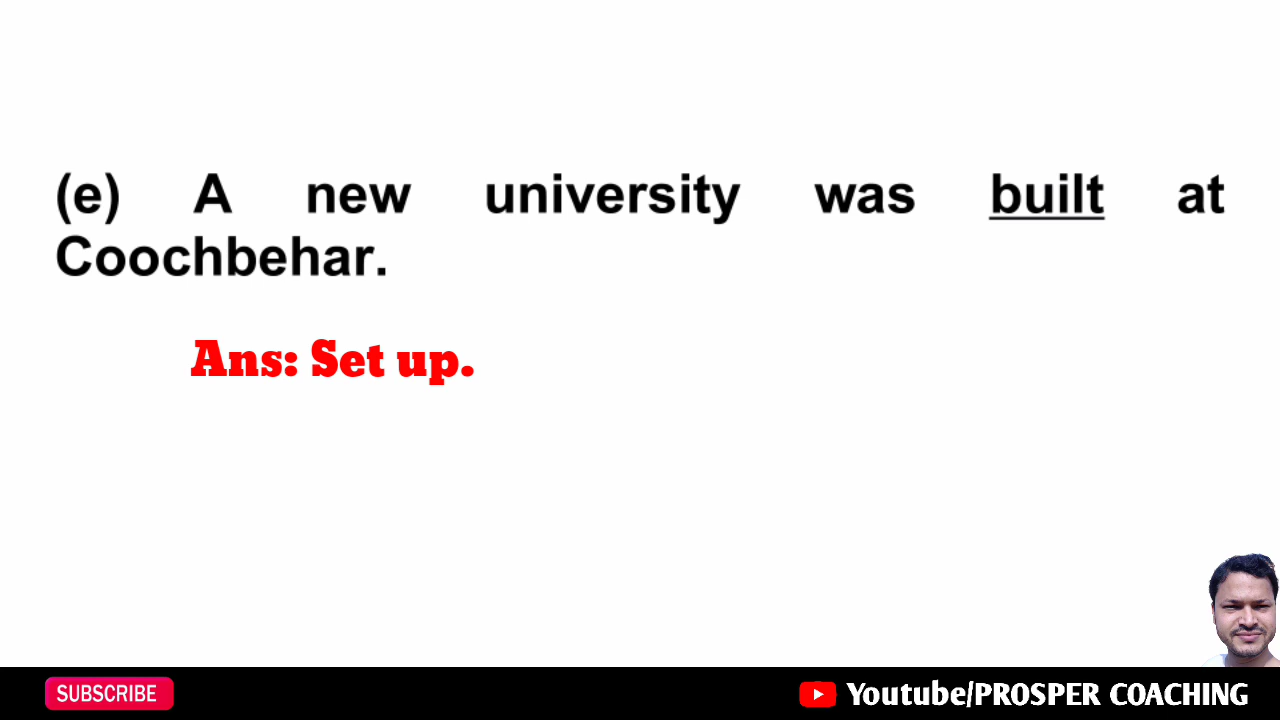 (e) A new university was built at
Coochbehar.
Ans: Set up.
SUBSCRIBE
Youtube/PROSPER COACHING